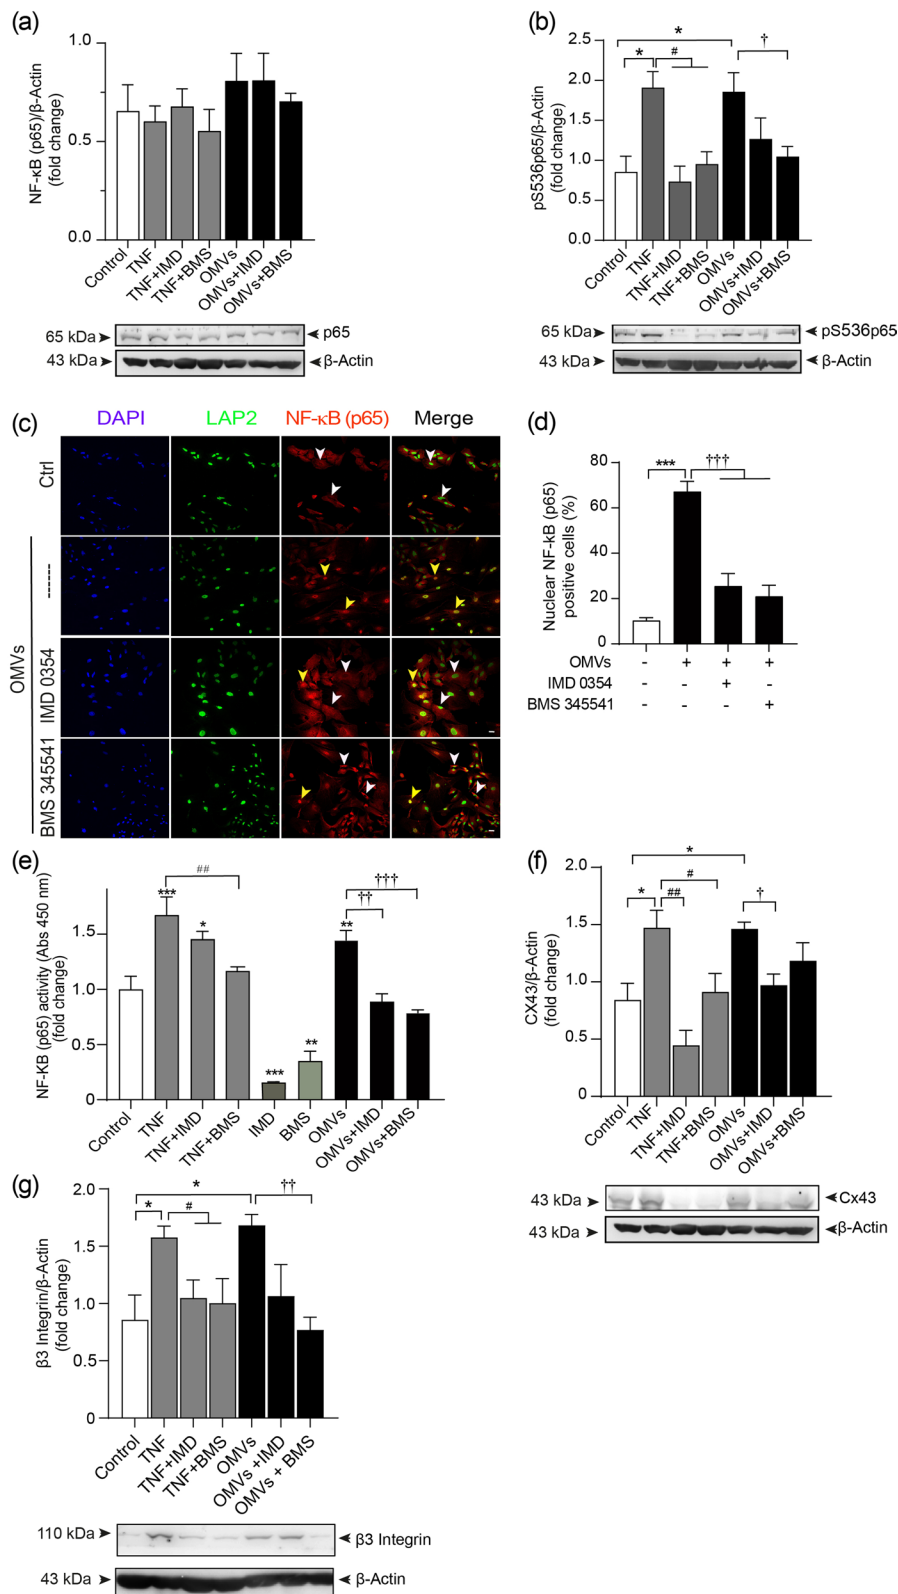 (a)
1.0
0.5
0.0
NF-κB (p65)/β-Actin
(fold change)
Control
TNF
TNF+IMD
TNF+BMS
OMVs
OMVs+IMD
OMVs+BMS
65 kDa
p65
43 kDa
β-Actin
(b)
2.5
2.0
1.5
1.0
0.5
0.0
pS536p65/β-Actin
(fold change)
*
*
#
†
Control
TNF
TNF+IMD
TNF+BMS
OMVs
OMVs+IMD
OMVs+BMS
65 kDa
pS536p65
43 kDa
β-Actin
(c)
DAPI
LAP2
NF-κB (p65)
Merge
Ctrl
OMVs
------
IMD 0354
BMS 345541
(d)
80
60
40
20
0
Nuclear NF-kB (p65)
positive cells (%)
***
†††
OMVs - + + +
IMD 0354 - - + -
BMS 345541 - - - +
(e)
1.5
1.0
0.5
0
NF-KB (p65) activity (Abs 450 nm)
(fold change)
***
##
*
***
**
**
††
†††
Control
TNF
TNF+IMD
TNF+BMS
IMD
BMS
OMVs
OMVs+IMD
OMVs+BMS
(f)
2.0
1.5
1.0
0.5
0
CX43/β-Actin
(fold change)
*
*
##
#
†
Control
TNF
TNF+IMD
TNF+BMS
OMVs
OMVs+IMD
OMVs+BMS
43 kDa
Cx43
43 kDa
β-Actin
(g)
2.0
1.5
1.0
0.5
0
β3 Integrin/β-Actin
(fold change)
*
*
#
††
Control
TNF
TNF+IMD
TNF+BMS
OMVs
OMVs +IMD
OMVs + BMS
110 kDa
β3 Integrin
43 kDa
β-Actin